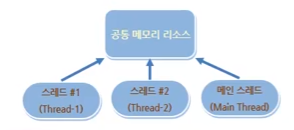 공동 메모리 리소스
스레드 #1
(Thread-1)
스레드 #2
(Thread-2)
메인 스레드
(Main Thread)